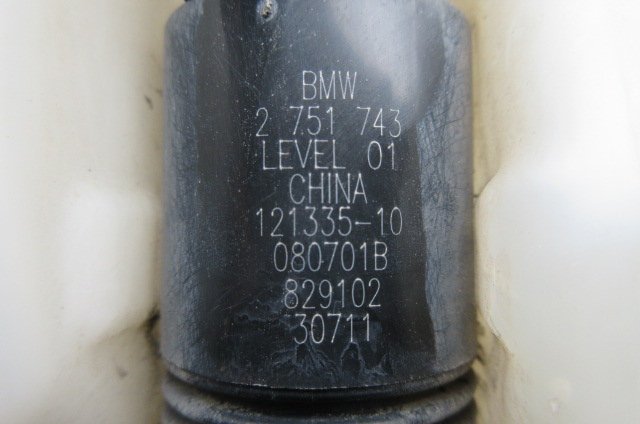 BMW
2 751 743
LEVEL 01
CHINA
121335-10
080701B
829102
30711